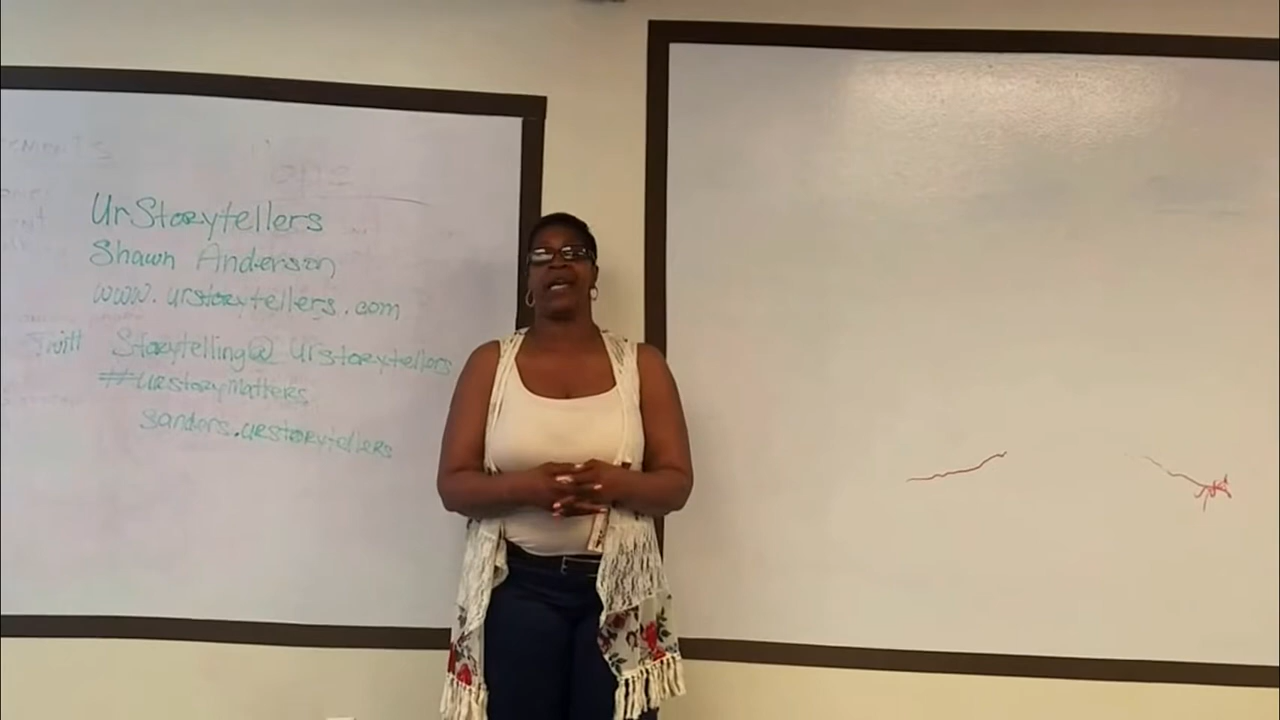 UrStorytellers
Shawn Anderson
www.urstorytellers.com
Storytelling@urstorytellers
#urstoryMatters
sanders.urstorytellers